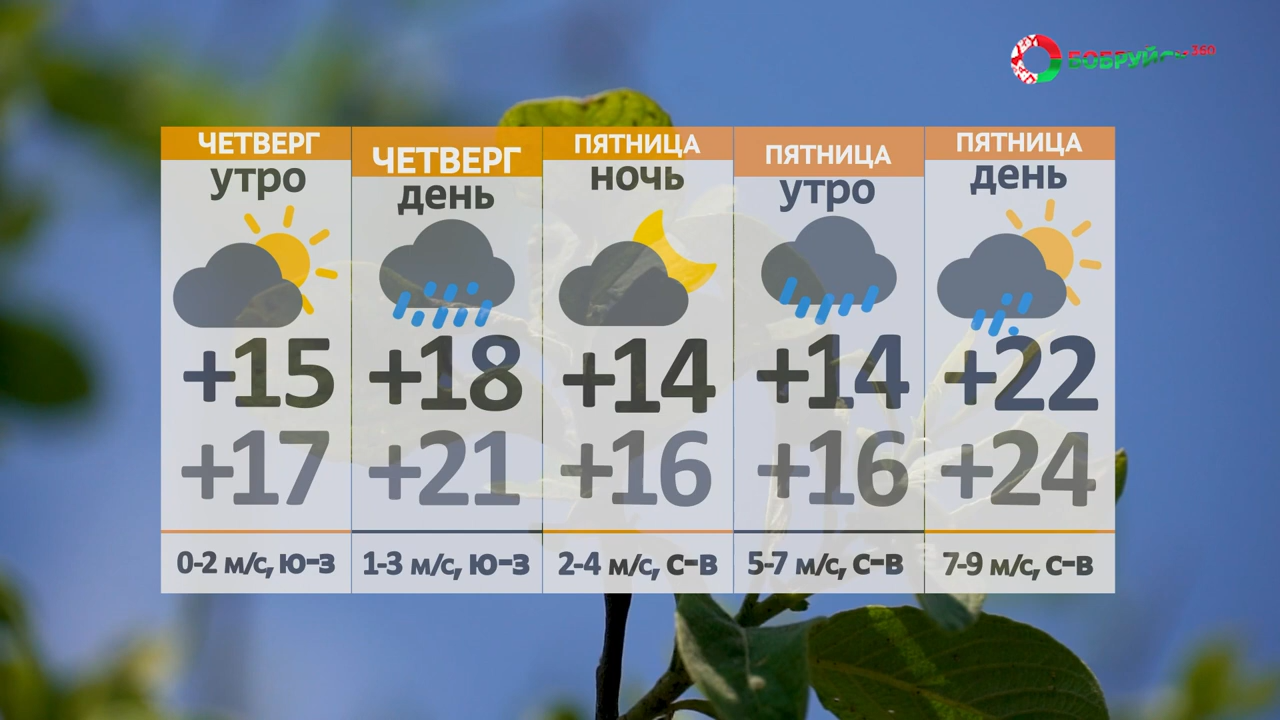 БОБРУЙСК 360
ЧЕТВЕРГ
утро
+15
+17
0-2 м/с, ю-з
ЧЕТВЕРГ
день
+18
+21
1-3 м/с, ю-з
ПЯТНИЦА
ночь
+14
+16
2-4 м/с, с-в
ПЯТНИЦА
утро
+14
+16
5-7 м/с, с-в
ПЯТНИЦА
день
+22
+24
7-9 м/с, с-в